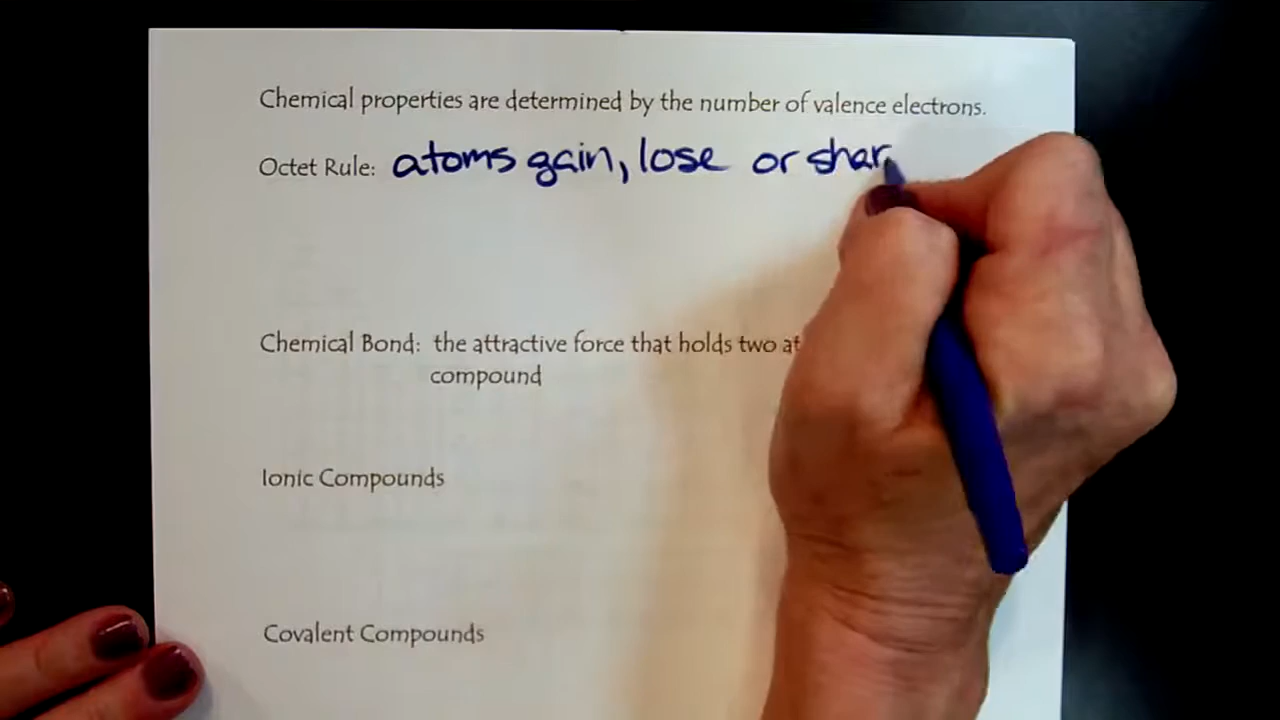 Chemical properties are determined by the number of valence electrons.
Octet Rule: atoms gain, lose or shar
Chemical Bond: the attractive force that holds two at
compound
Ionic Compounds
Covalent Compounds